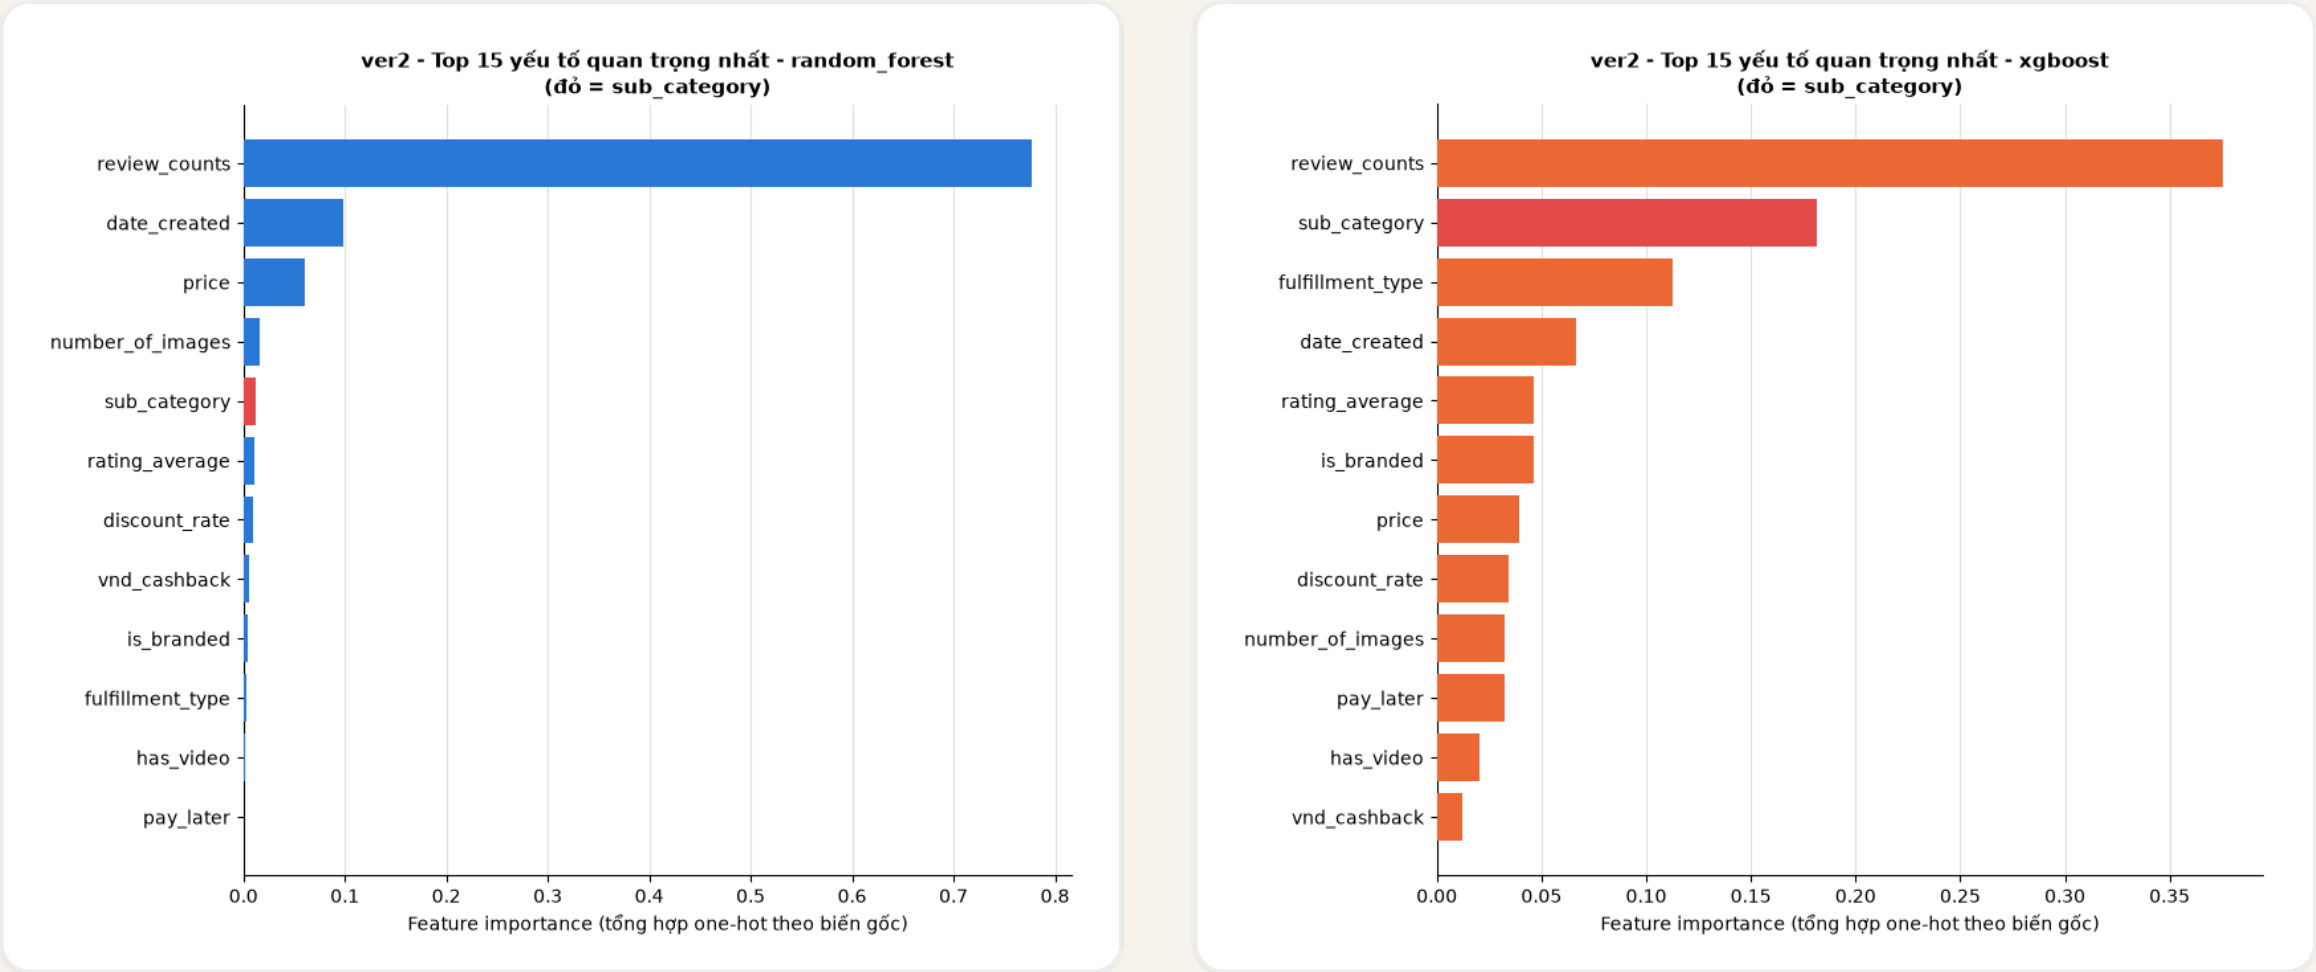 ver2 - Top 15 yếu tố quan trọng nhất - random_forest
(đỏ = sub_category)
review_counts
date_created
price
number_of_images
sub_category
rating_average
discount_rate
vnd_cashback
is_branded
fulfillment_type
has_video
pay_later
0.0 0.1 0.2 0.3 0.4 0.5 0.6 0.7 0.8
Feature importance (tổng hợp one-hot theo biến gốc)
ver2 - Top 15 yếu tố quan trọng nhất - xgboost
(đỏ = sub_category)
review_counts
sub_category
fulfillment_type
date_created
rating_average
is_branded
price
discount_rate
number_of_images
pay_later
has_video
vnd_cashback
0.00 0.05 0.10 0.15 0.20 0.25 0.30 0.35
Feature importance (tổng hợp one-hot theo biến gốc)